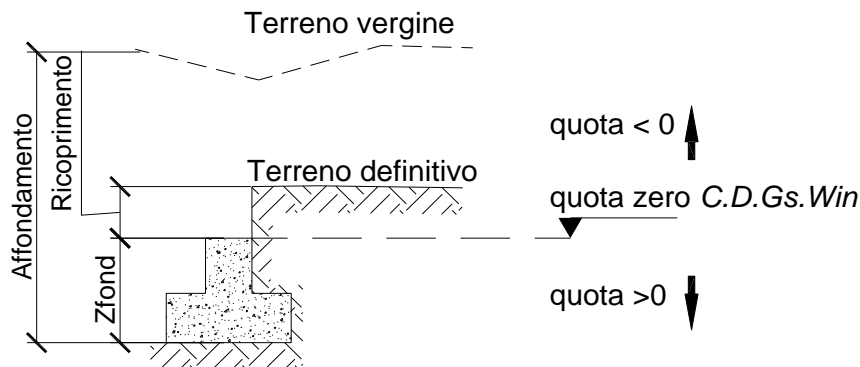 Terreno vergine
Affondamento
Ricoprimento
quota < 0
Terreno definitivo
quota zero C.D.Gs.Win
Zfond
quota >0